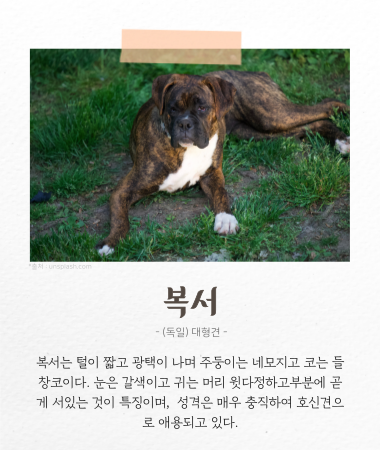 *출처 : unsplash.com
복서
- (독일) 대형견 -
복서는 털이 짧고 광택이 나며 주둥이는 네모지고 코는 들
창코이다. 눈은 갈색이고 귀는 머리 윗다정하고부분에 곧
게 서있는 것이 특징이며, 성격은 매우 충직하여 호신견으
로 애용되고 있다.